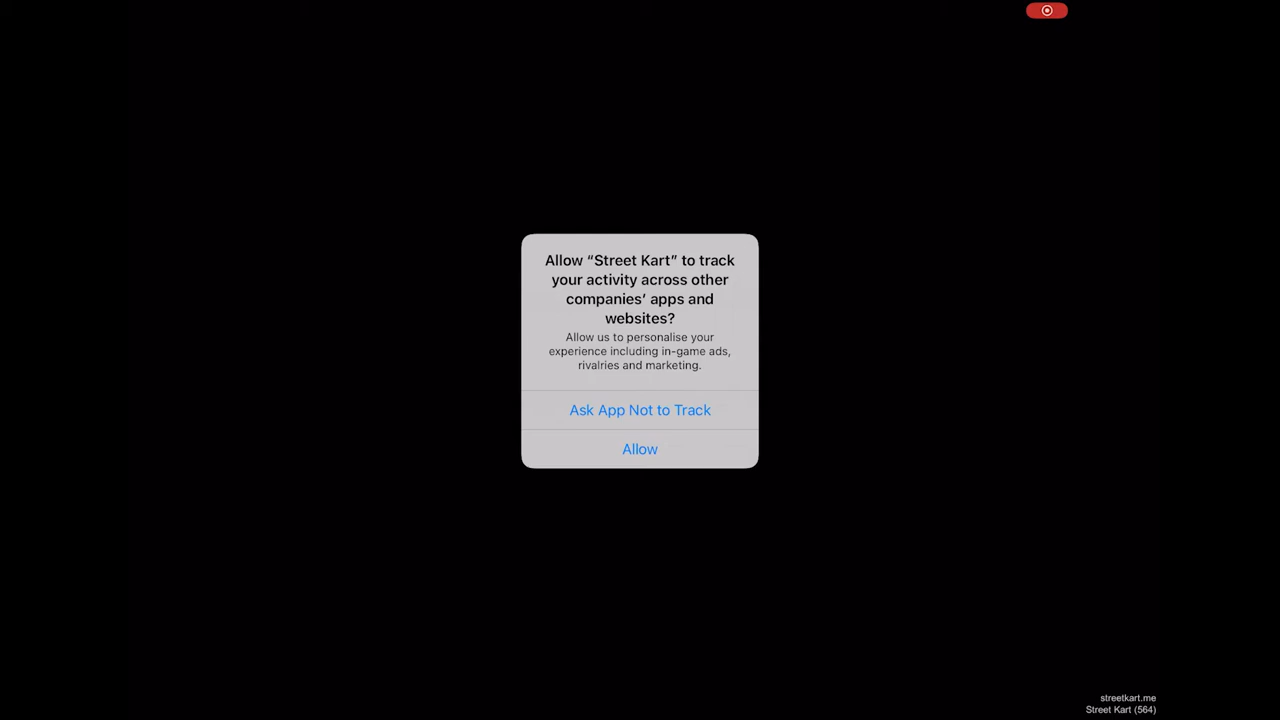 Allow “Street Kart” to track
your activity across other
companies’ apps and
websites?
Allow us to personalise your
experience including in-game ads,
rivalries and marketing.
Ask App Not to Track
Allow
streetkart.me
Street Kart (564)